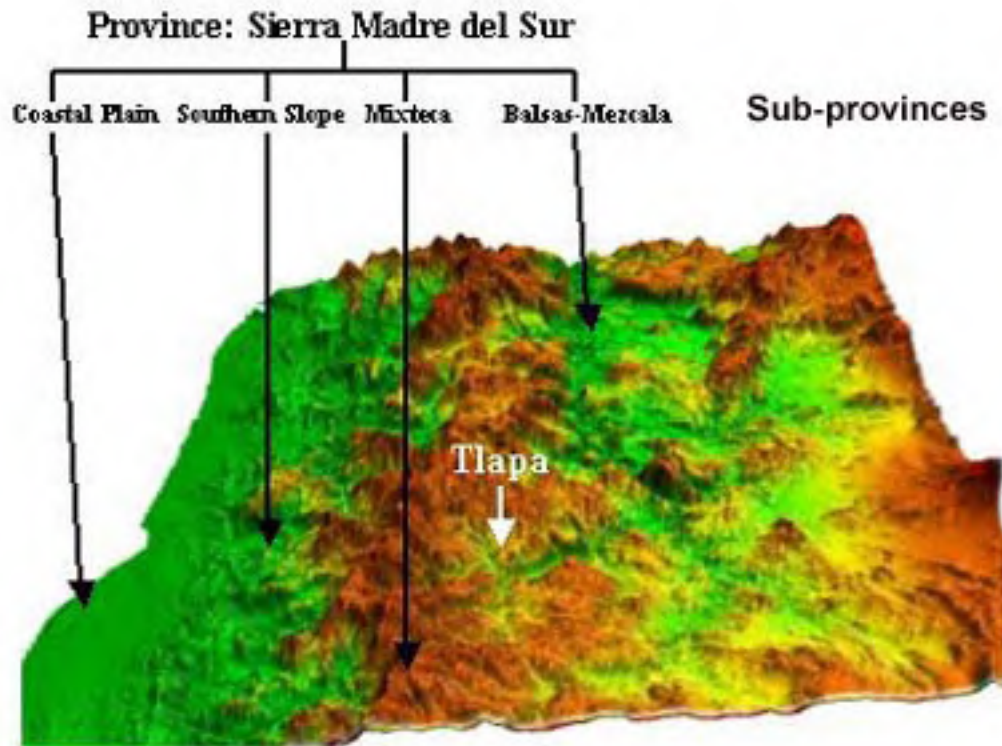 Province: Sierra Madre del Sur
Coastal Plain Southern Slope Mixteca Balsas-Mezcala Sub-provinces
Tlapa